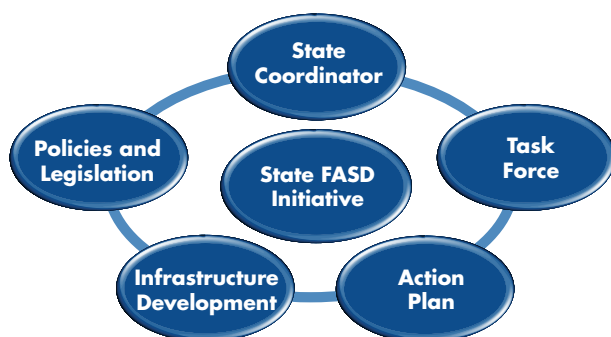 State
Coordinator
Policies and
Legislation
Task
Force
State FASD
Initiative
Infrastructure
Development
Action
Plan